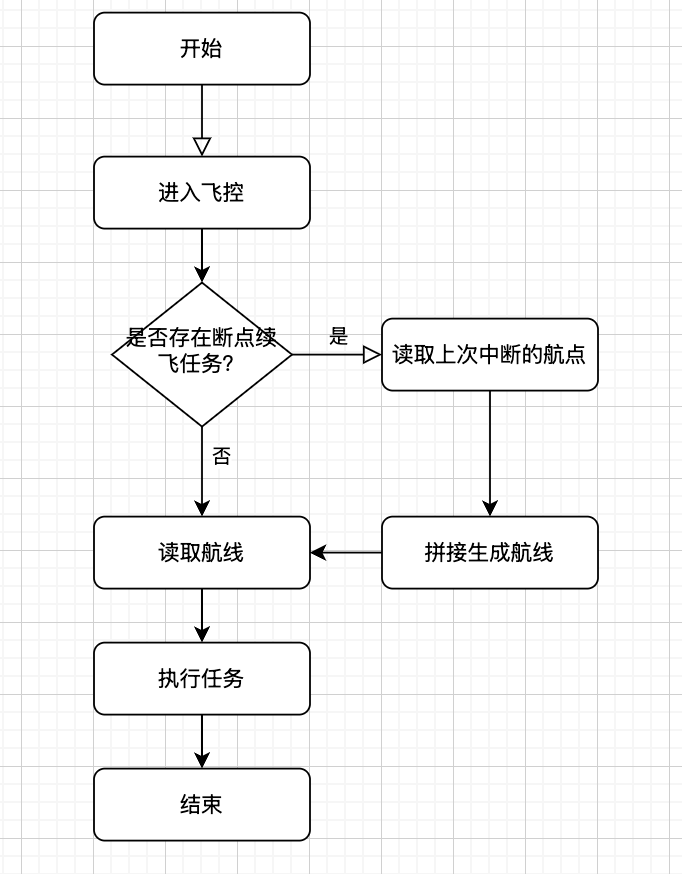 开始
进入飞控
是否存在断点续
飞任务?
是
读取上次中断的航点
否
读取航线
拼接生成航线
执行任务
结束